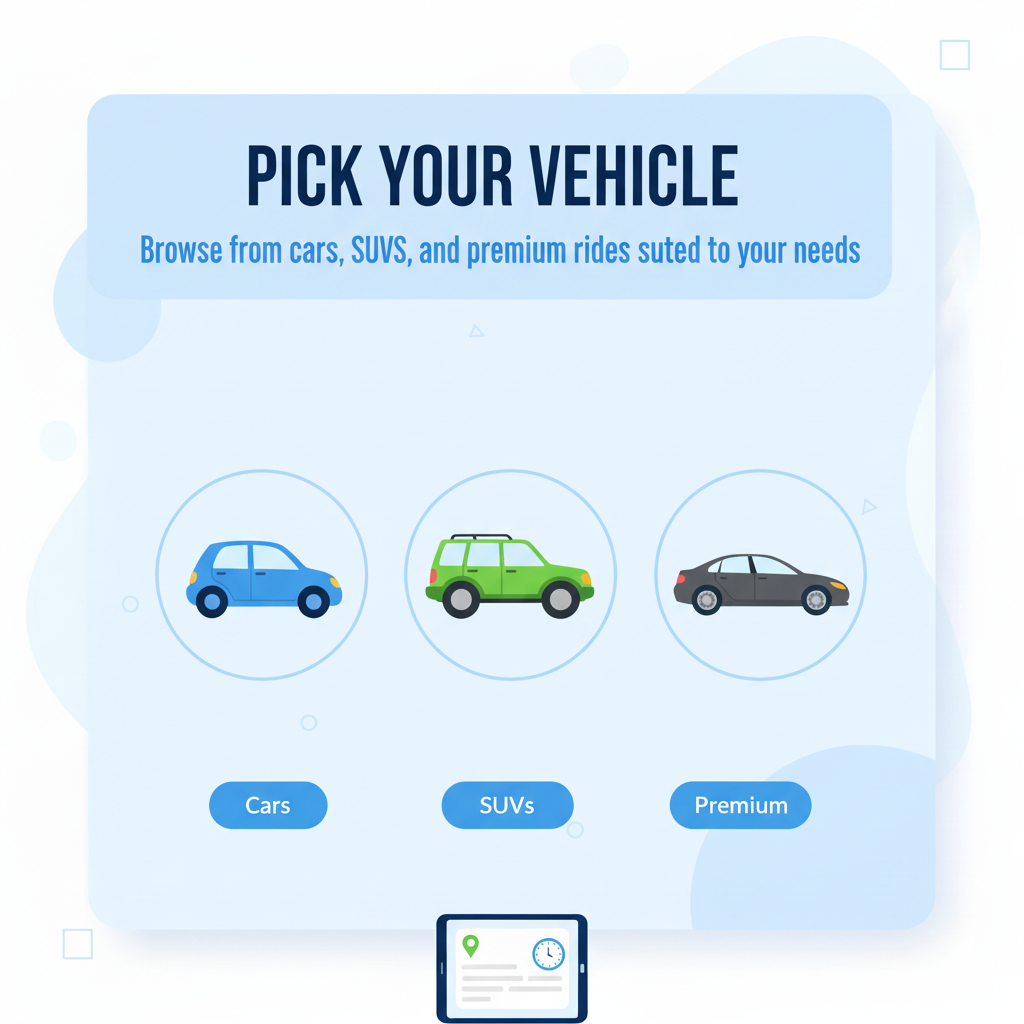 PICK YOUR VEHICLE
Browse from cars, SUVS, and premium rides suted to your needs
Cars
SUVs
Premium